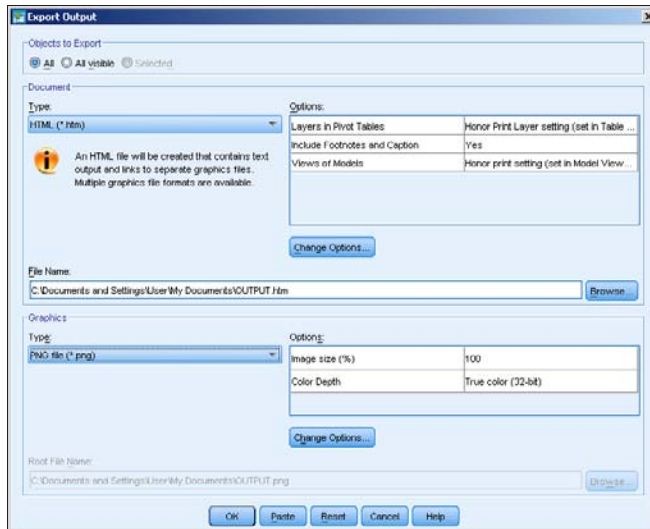 Export Output
Objects to Export
All All visible Selected
Document
Type:
HTML (*.htm)
An HTML file will be created that contains text
output and links to separate graphics files.
Multiple graphics file formats are available.
Options:
Layers in Pivot Tables Honor Print Layer setting (set in Table ...
Include Footnotes and Caption Yes
Views of Models Honor print setting (set in Model View...
Change Options...
File Name:
C:\Documents and Settings\User\My Documents\OUTPUT.htm
Browse...
Graphics
Type:
PNG file (*.png)
Options:
Image size (%) 100
Color Depth True color (32-bit)
Change Options...
Root File Name:
C:\Documents and Settings\User\My Documents\OUTPUT.png
Browse...
OK Paste Reset Cancel Help